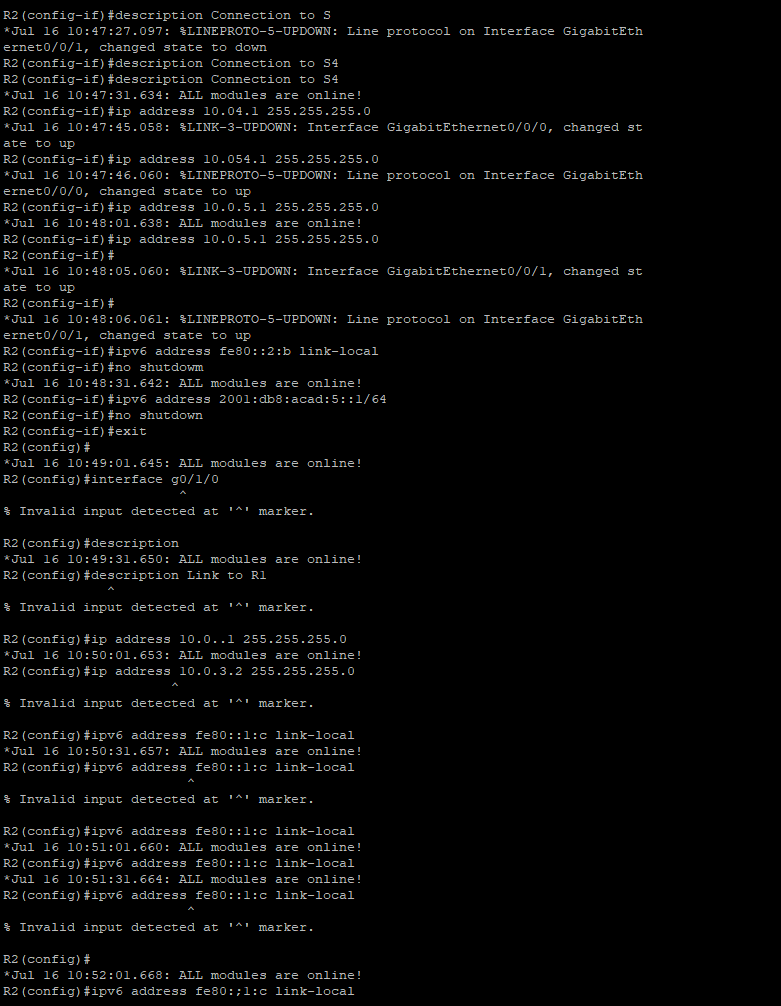 R2(config-if)#description Connection to S
*Jul 16 10:47:27.097: %LINEPROTO-5-UPDOWN: Line protocol on Interface GigabitEth
ernet0/0/1, changed state to down
R2(config-if)#description Connection to S4
R2(config-if)#description Connection to S4
*Jul 16 10:47:31.634: ALL modules are online!
R2(config-if)#ip address 10.04.1 255.255.255.0
*Jul 16 10:47:45.058: %LINK-3-UPDOWN: Interface GigabitEthernet0/0/0, changed st
ate to up
R2(config-if)#ip address 10.054.1 255.255.255.0
*Jul 16 10:47:46.060: %LINEPROTO-5-UPDOWN: Line protocol on Interface GigabitEth
ernet0/0/0, changed state to up
R2(config-if)#ip address 10.0.5.1 255.255.255.0
*Jul 16 10:48:01.638: ALL modules are online!
R2(config-if)#ip address 10.0.5.1 255.255.255.0
R2(config-if)#
*Jul 16 10:48:05.060: %LINK-3-UPDOWN: Interface GigabitEthernet0/0/1, changed st
ate to up
R2(config-if)#
*Jul 16 10:48:06.061: %LINEPROTO-5-UPDOWN: Line protocol on Interface GigabitEth
ernet0/0/1, changed state to up
R2(config-if)#ipv6 address fe80::2:b link-local
R2(config-if)#no shutdowm
*Jul 16 10:48:31.642: ALL modules are online!
R2(config-if)#ipv6 address 2001:db8:acad:5::1/64
R2(config-if)#no shutdown
R2(config-if)#exit
R2(config)#
*Jul 16 10:49:01.645: ALL modules are online!
R2(config)#interface g0/1/0
^
% Invalid input detected at '^' marker.
R2(config)#description
*Jul 16 10:49:31.650: ALL modules are online!
R2(config)#description Link to R1
^
% Invalid input detected at '^' marker.
R2(config)#ip address 10.0..1 255.255.255.0
*Jul 16 10:50:01.653: ALL modules are online!
R2(config)#ip address 10.0.3.2 255.255.255.0
^
% Invalid input detected at '^' marker.
R2(config)#ipv6 address fe80::1:c link-local
*Jul 16 10:50:31.657: ALL modules are online!
R2(config)#ipv6 address fe80::1:c link-local
^
% Invalid input detected at '^' marker.
R2(config)#ipv6 address fe80::1:c link-local
*Jul 16 10:51:01.660: ALL modules are online!
R2(config)#ipv6 address fe80::1:c link-local
*Jul 16 10:51:31.664: ALL modules are online!
R2(config)#ipv6 address fe80::1:c link-local
^
% Invalid input detected at '^' marker.
R2(config)#
*Jul 16 10:52:01.668: ALL modules are online!
R2(config)#ipv6 address fe80:;1:c link-local